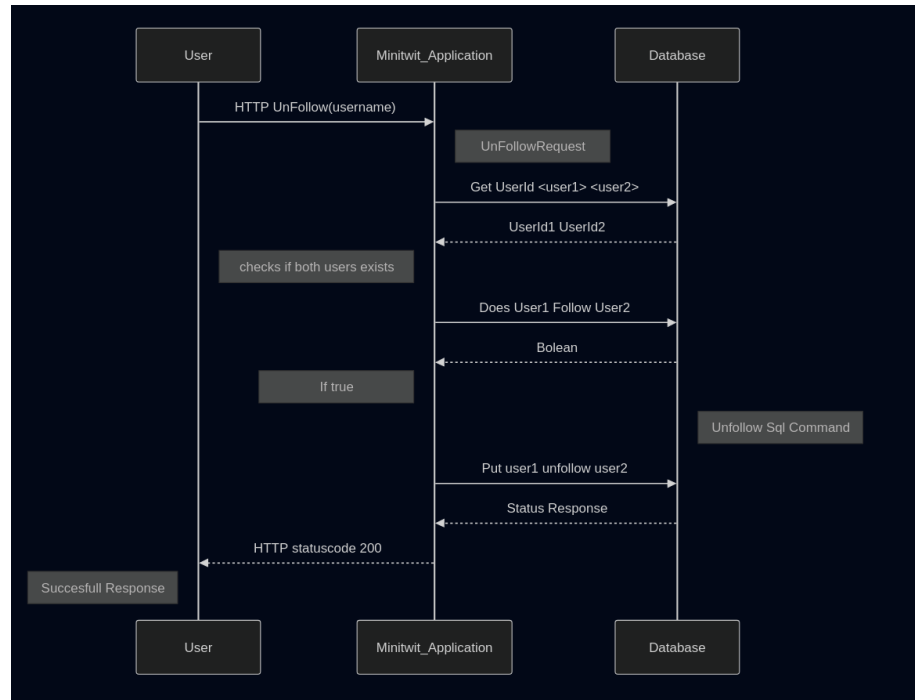 User
Minitwit_Application
Database
HTTP UnFollow(username)
UnFollowRequest
Get UserId <user1> <user2>
UserId1 UserId2
checks if both users exists
Does User1 Follow User2
Bolean
If true
Unfollow Sql Command
Put user1 unfollow user2
Status Response
HTTP statuscode 200
Succesfull Response
User
Minitwit_Application
Database